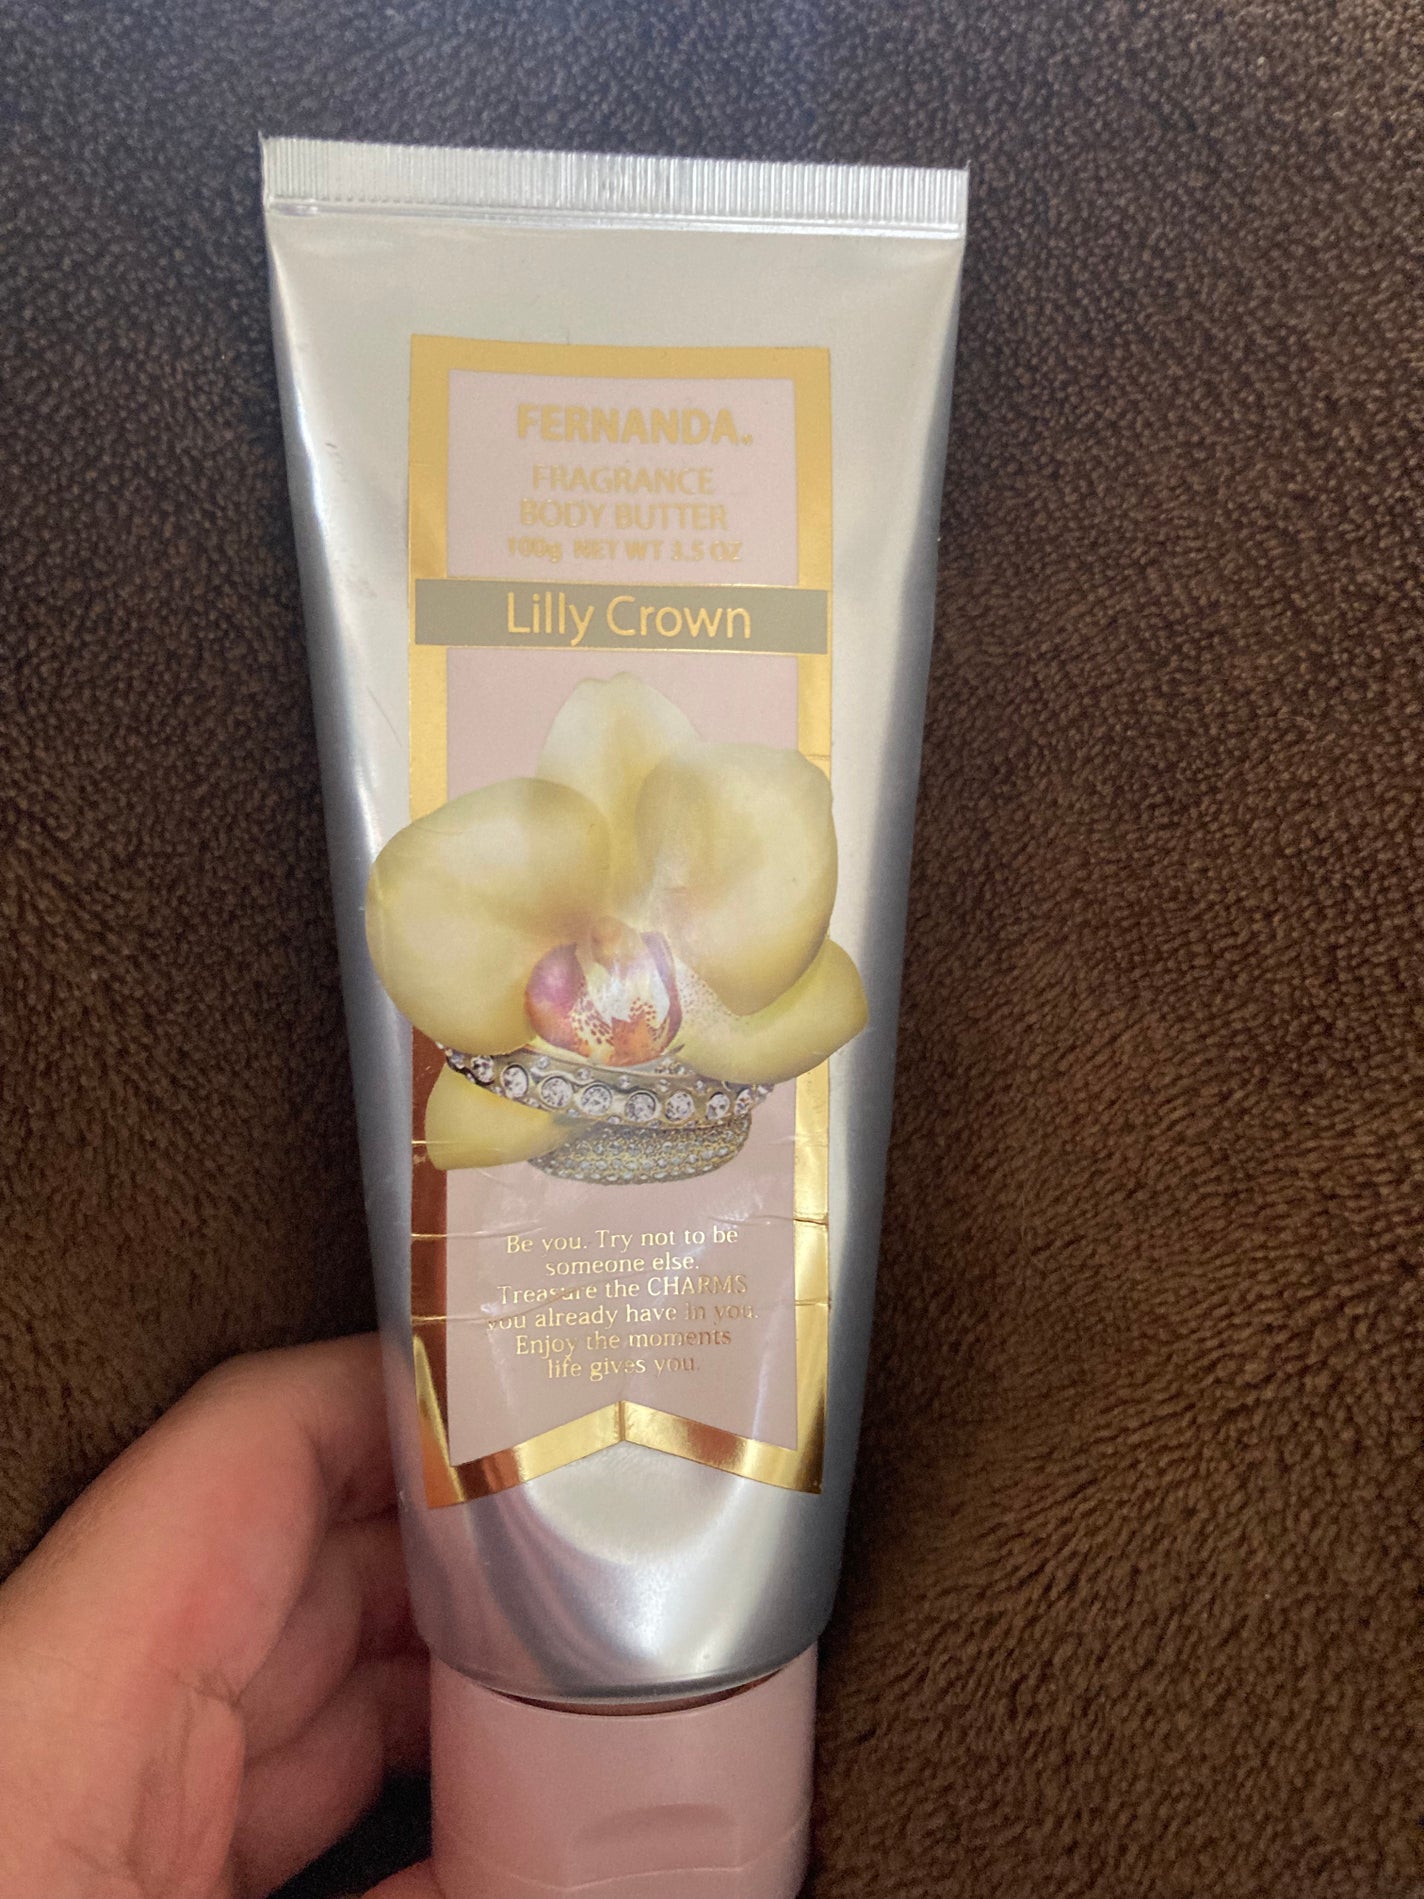 FERNANDA.
FRAGRANCE
BODY BUTTER
100g NET WT 3.5 OZ
Lilly Crown
Be you. Try not to be
someone else.
Treasure the CHARMS
you already have in you.
Enjoy the moments
life gives you.